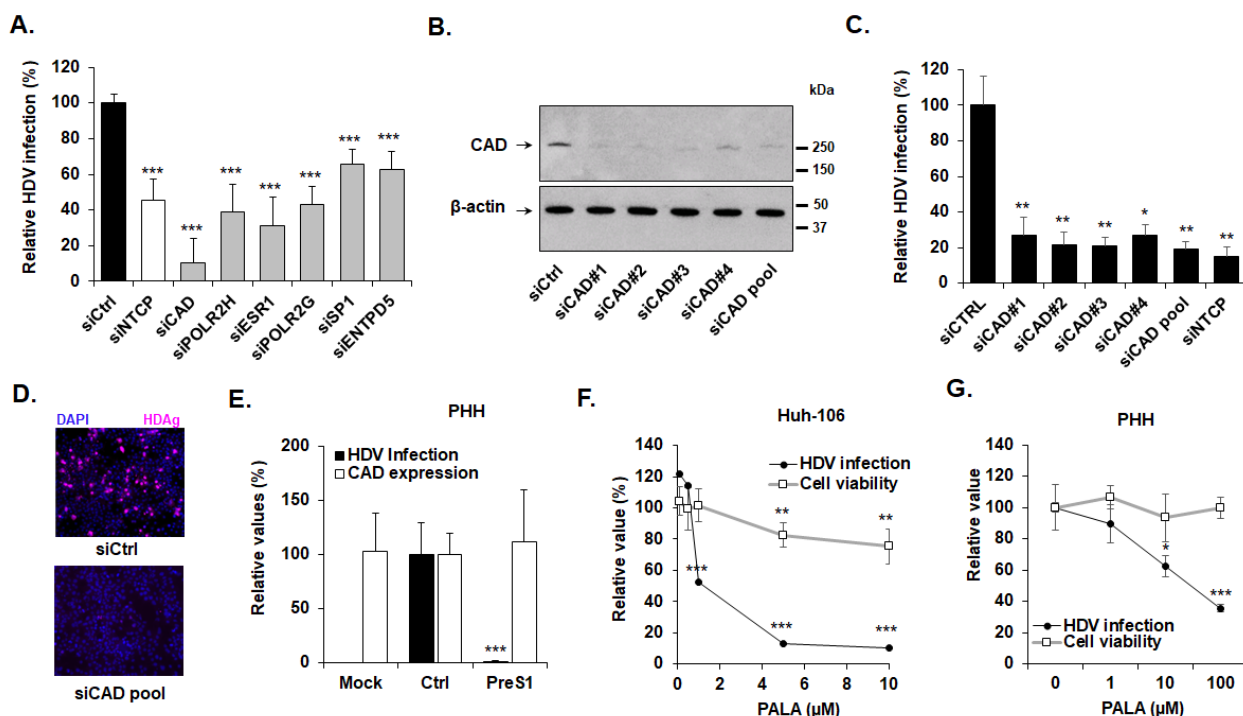 A.
Relative HDV infection (%)
120
100
80
60
40
20
0
***
***
***
***
***
***
***
siCtrl
siNTCP
siCAD
siPOLR2H
siESR1
siPOLR2G
siSP1
siENTPD5
B.
kDa
CAD
250
150
β-actin
50
37
siCtrl
siCAD#1
siCAD#2
siCAD#3
siCAD#4
siCAD pool
C.
Relative HDV infection (%)
120
100
80
60
40
20
0
**
**
**
*
**
**
siCTRL
siCAD#1
siCAD#2
siCAD#3
siCAD#4
siCAD pool
siNTCP
D.
DAPI HDAg
siCtrl
siCAD pool
E.
PHH
Relative values (%)
200
150
100
50
0
HDV Infection
CAD expression
***
Mock Ctrl PreS1
F.
Huh-106
Relative value (%)
140
120
100
80
60
40
20
0
HDV infection
Cell viability
**
**
***
***
***
0 2 4 6 8 10
PALA (µM)
G.
PHH
Relative value
140
120
100
80
60
40
20
0
*
***
HDV infection
Cell viability
0 1 10 100
PALA (µM)